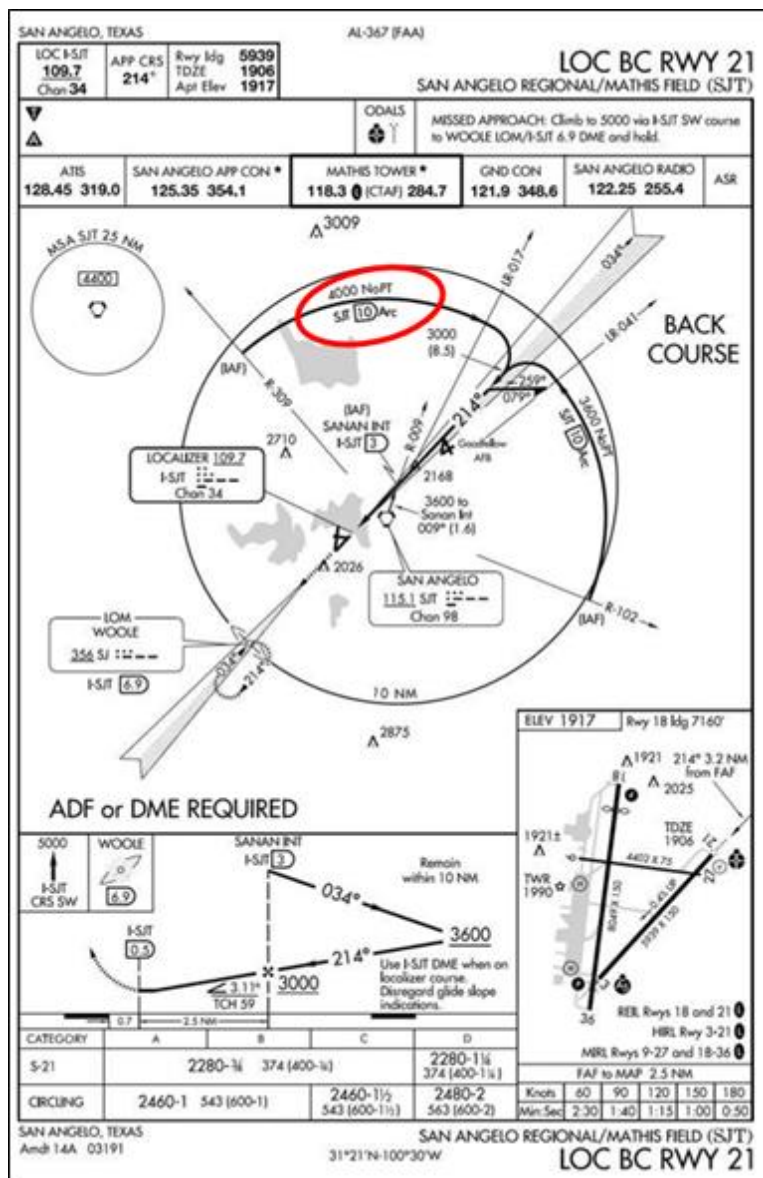 SAN ANGELO, TEXAS
AL-367 (FAA)
LOC I-SJT
109.7
Chan 34
APP CRS
214°
Rwy ldg 5939
TDZE 1906
Apt Elev 1917
LOC BC RWY 21
SAN ANGELO REGIONAL/MATHIS FIELD (SJT)
T
A
ODALS
MISSED APPROACH: Climb to 5000 via I-SJT SW course
to WOOLE LOM/I-SJT 6.9 DME and hold.
ATIS
128.45 319.0
SAN ANGELO APP CON *
125.35 354.1
MATHIS TOWER *
118.3 (CTAF) 284.7
GND CON
121.9 348.6
SAN ANGELO RADIO
122.25 255.4
ASR
MSA SJT 25 NM
4400
3009
4000 NoPT
SJT 10 Arc
(IAF)
R-309
LR-017
034°
LR-041
BACK
COURSE
3000
(8.5)
259°
079°
214°
3600 NoPT
SJT 10 Arc
(IAF)
SANAN INT
I-SJT 3
R-009
Goodfellow
AFB
2710
LOCALIZER 109.7
I-SJT
Chan 34
2168
3600 to
Sanan Int
009° (1.6)
2026
SAN ANGELO
115.1 SJT
Chan 98
R-102
(IAF)
LOM
WOOLE
356 SJ
I-SJT 6.9
034°
214°
10 NM
2875
ADF or DME REQUIRED
ELEV 1917
Rwy 18 ldg 7160'
1921
18
2025
214° 3.2 NM
from FAF
TDZE
1906
21
1921±
9
4402 X 75
27
TWR
1990
8049 X 150
0.4% UP
5939 X 150
3
36
REIL Rwys 18 and 21
HIRL Rwy 3-21
MIRL Rwys 9-27 and 18-36
5000
I-SJT
CRS SW
WOOLE
6.9
SANAN INT
I-SJT 3
Remain
within 10 NM
034°
3600
214°
I-SJT
0.5
3.11°
TCH 59
3000
Use I-SJT DME when on
localizer course.
Disregard glide slope
indications.
0.7
2.5 NM
CATEGORY A B C D
S-21 2280-¾ 374 (400-¾) 2280-1¼ 374 (400-1¼)
CIRCLING 2460-1 543 (600-1) 2460-1½ 543 (600-1½) 2480-2 563 (600-2)
FAF to MAP 2.5 NM
Knots 60 90 120 150 180
Min:Sec 2:30 1:40 1:15 1:00 0:50
SAN ANGELO, TEXAS
Amdt 14A 03191
31°21'N-100°30'W
SAN ANGELO REGIONAL/MATHIS FIELD (SJT)
LOC BC RWY 21